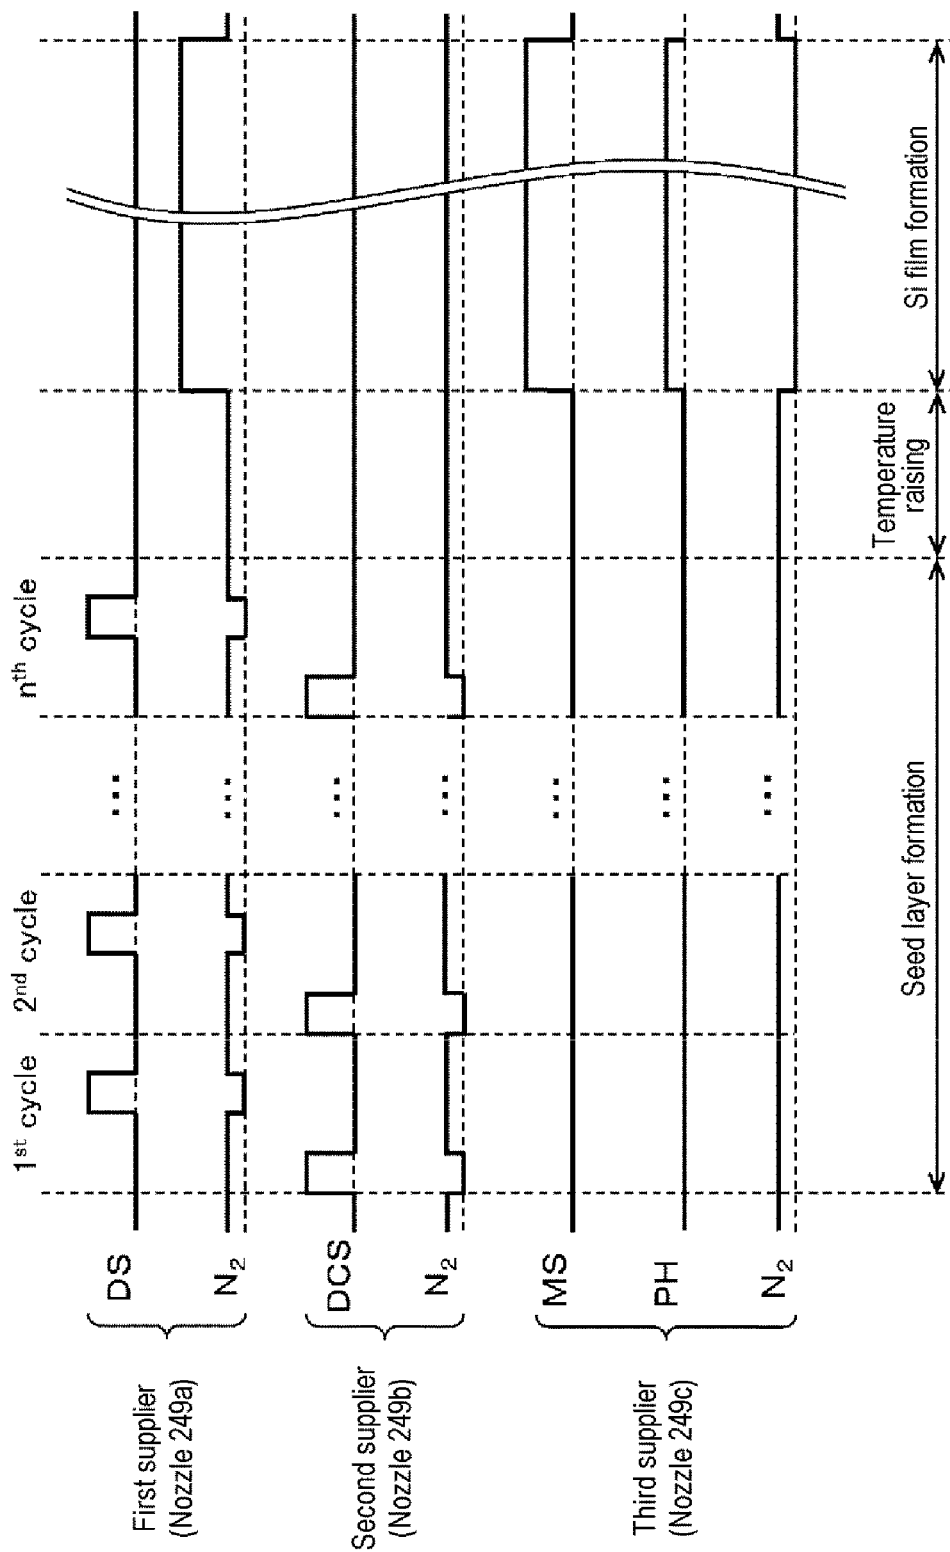 1st cycle
2nd cycle
...
nth cycle
First supplier
(Nozzle 249a)
DS
...
N2
...
Second supplier
(Nozzle 249b)
DCS
...
N2
...
Third supplier
(Nozzle 249c)
MS
...
PH
...
N2
...
Seed layer formation
Temperature
raising
Si film formation